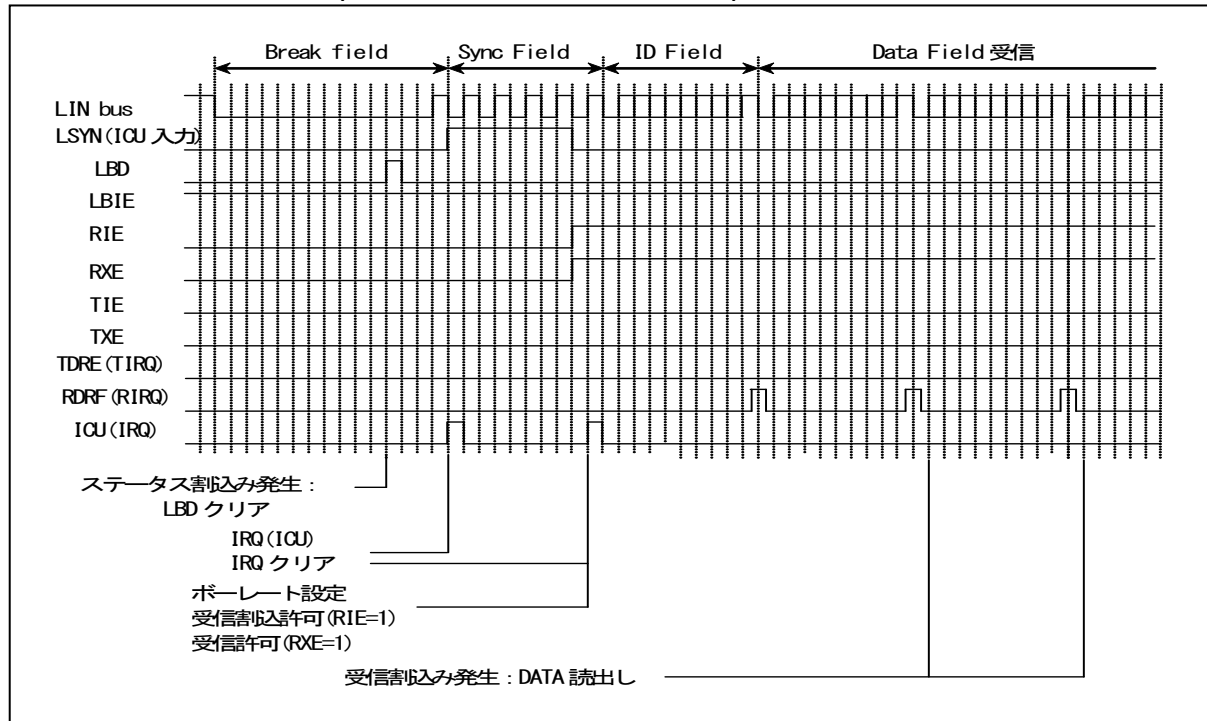 Break field Sync Field ID Field Data Field 受信
LIN bus
LSYN(ICU 入力)
LBD
LBIE
RIE
RXE
TIE
TXE
TDRE(TIRQ)
RDRF(RIRQ)
ICU(IRQ)
ステータス割込み発生：
LBD クリア
IRQ(ICU)
IRQ クリア
ボーレート設定
受信割込許可(RIE=1)
受信許可(RXE=1)
受信割込み発生：DATA 読出し